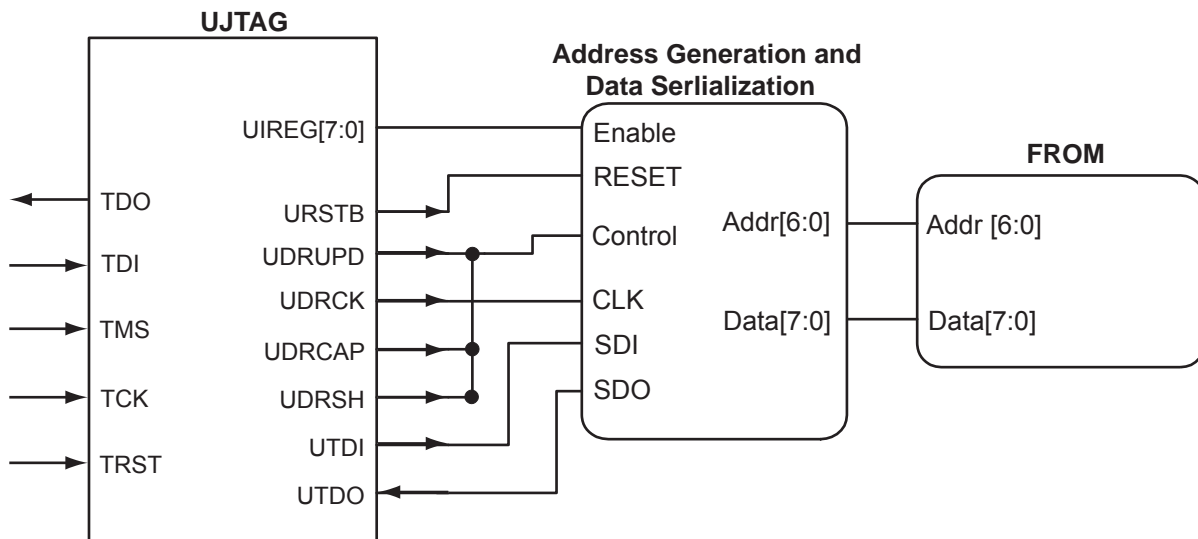 UJTAG
Address Generation and
Data Serlialization
FROM
UIREG[7:0]
URSTB
UDRUPD
UDRCK
UDRCAP
UDRSH
UTDI
UTDO
TDO
TDI
TMS
TCK
TRST
Enable
RESET
Control
CLK
SDI
SDO
Addr[6:0]
Data[7:0]
Addr [6:0]
Data[7:0]